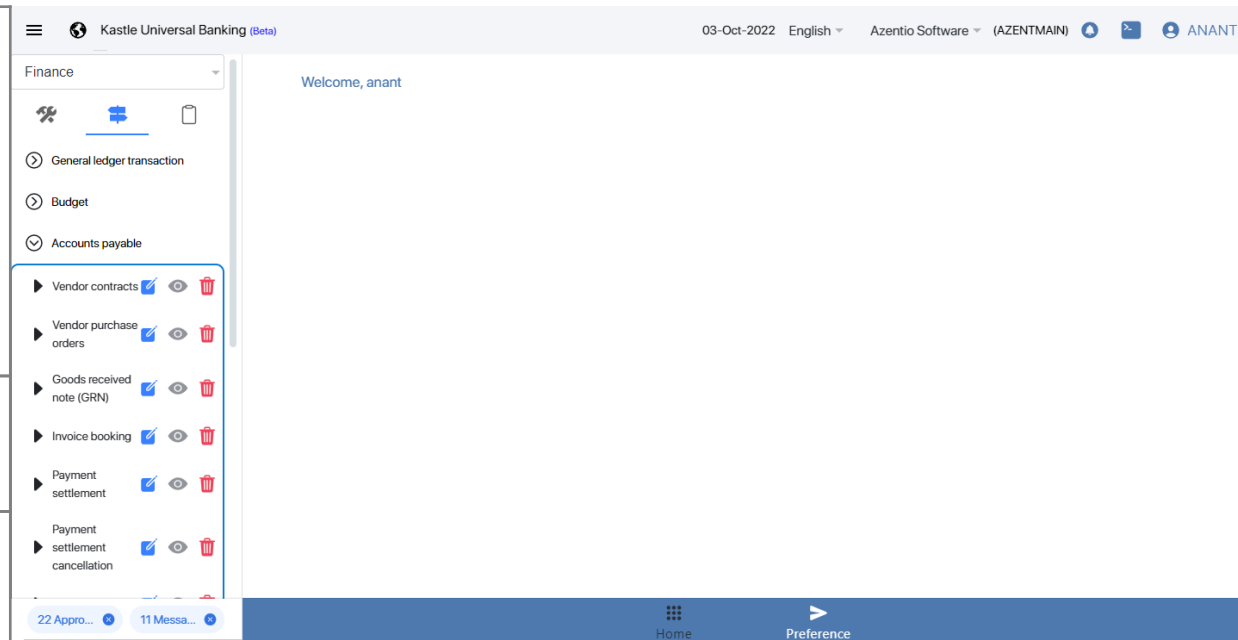 Kastle Universal Banking (Beta)
03-Oct-2022 English Azentio Software (AZENTMAIN) ANANT
Finance
Welcome, anant
General ledger transaction
Budget
Accounts payable
Vendor contracts
Vendor purchase
orders
Goods received
note (GRN)
Invoice booking
Payment
settlement
Payment
settlement
cancellation
22 Appro... 11 Messa...
Home
Preference